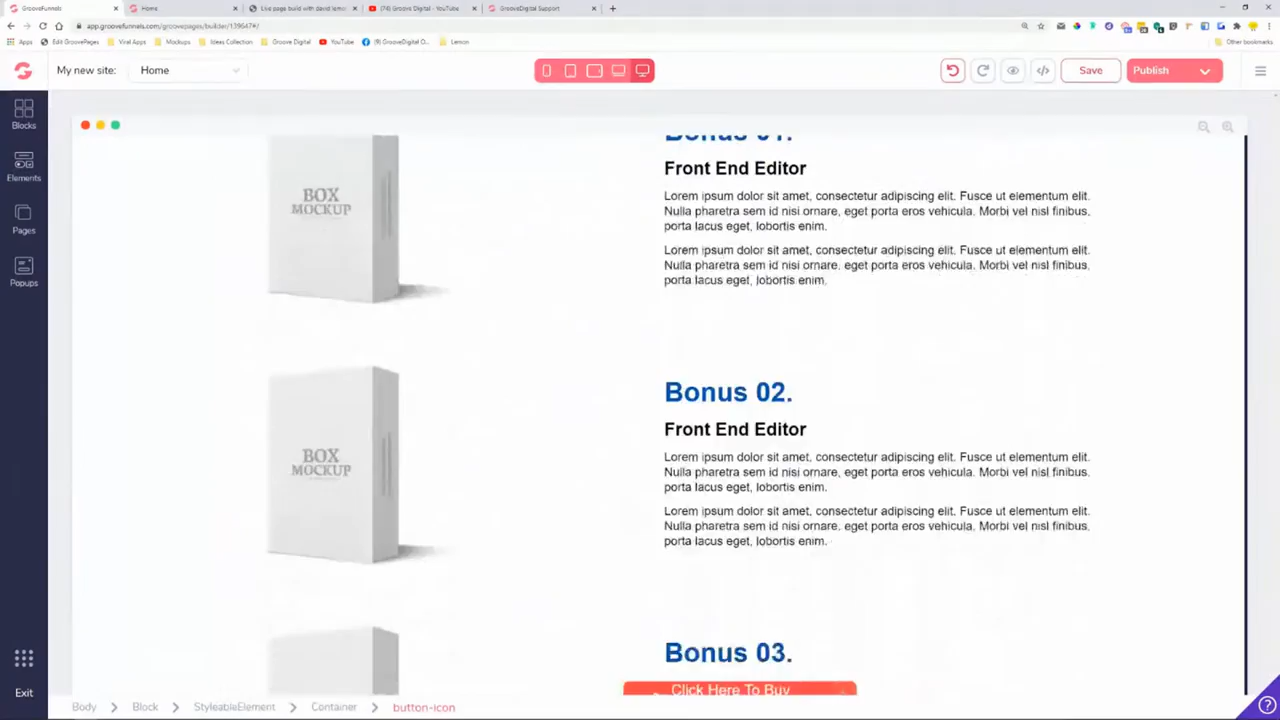 GrooveFunnels
Home
Live page build with david lemon
(74) Groove Digital - YouTube
GrooveDigital Support
app.groovefunnels.com/groovepages/builder/139647#/
Apps
Edit GroovePages
Viral Apps
Mockups
Ideas Collection
Groove Digital
YouTube
(9) GrooveDigital O...
Lemon
Other bookmarks
My new site:
Home
Save
Publish
Blocks
Elements
Pages
Popups
Exit
Bonus 01.
Front End Editor
Lorem ipsum dolor sit amet, consectetur adipiscing elit. Fusce ut elementum elit.
Nulla pharetra sem id nisi ornare, eget porta eros vehicula. Morbi vel nisl finibus,
porta lacus eget, lobortis enim.
Lorem ipsum dolor sit amet, consectetur adipiscing elit. Fusce ut elementum elit.
Nulla pharetra sem id nisi ornare, eget porta eros vehicula. Morbi vel nisl finibus,
porta lacus eget, lobortis enim.
BOX
MOCKUP
Bonus 02.
Front End Editor
Lorem ipsum dolor sit amet, consectetur adipiscing elit. Fusce ut elementum elit.
Nulla pharetra sem id nisi ornare, eget porta eros vehicula. Morbi vel nisl finibus,
porta lacus eget, lobortis enim.
Lorem ipsum dolor sit amet, consectetur adipiscing elit. Fusce ut elementum elit.
Nulla pharetra sem id nisi ornare, eget porta eros vehicula. Morbi vel nisl finibus,
porta lacus eget, lobortis enim.
BOX
MOCKUP
Bonus 03.
Click Here To Buy
Body > Block > StyleableElement > Container > button-icon